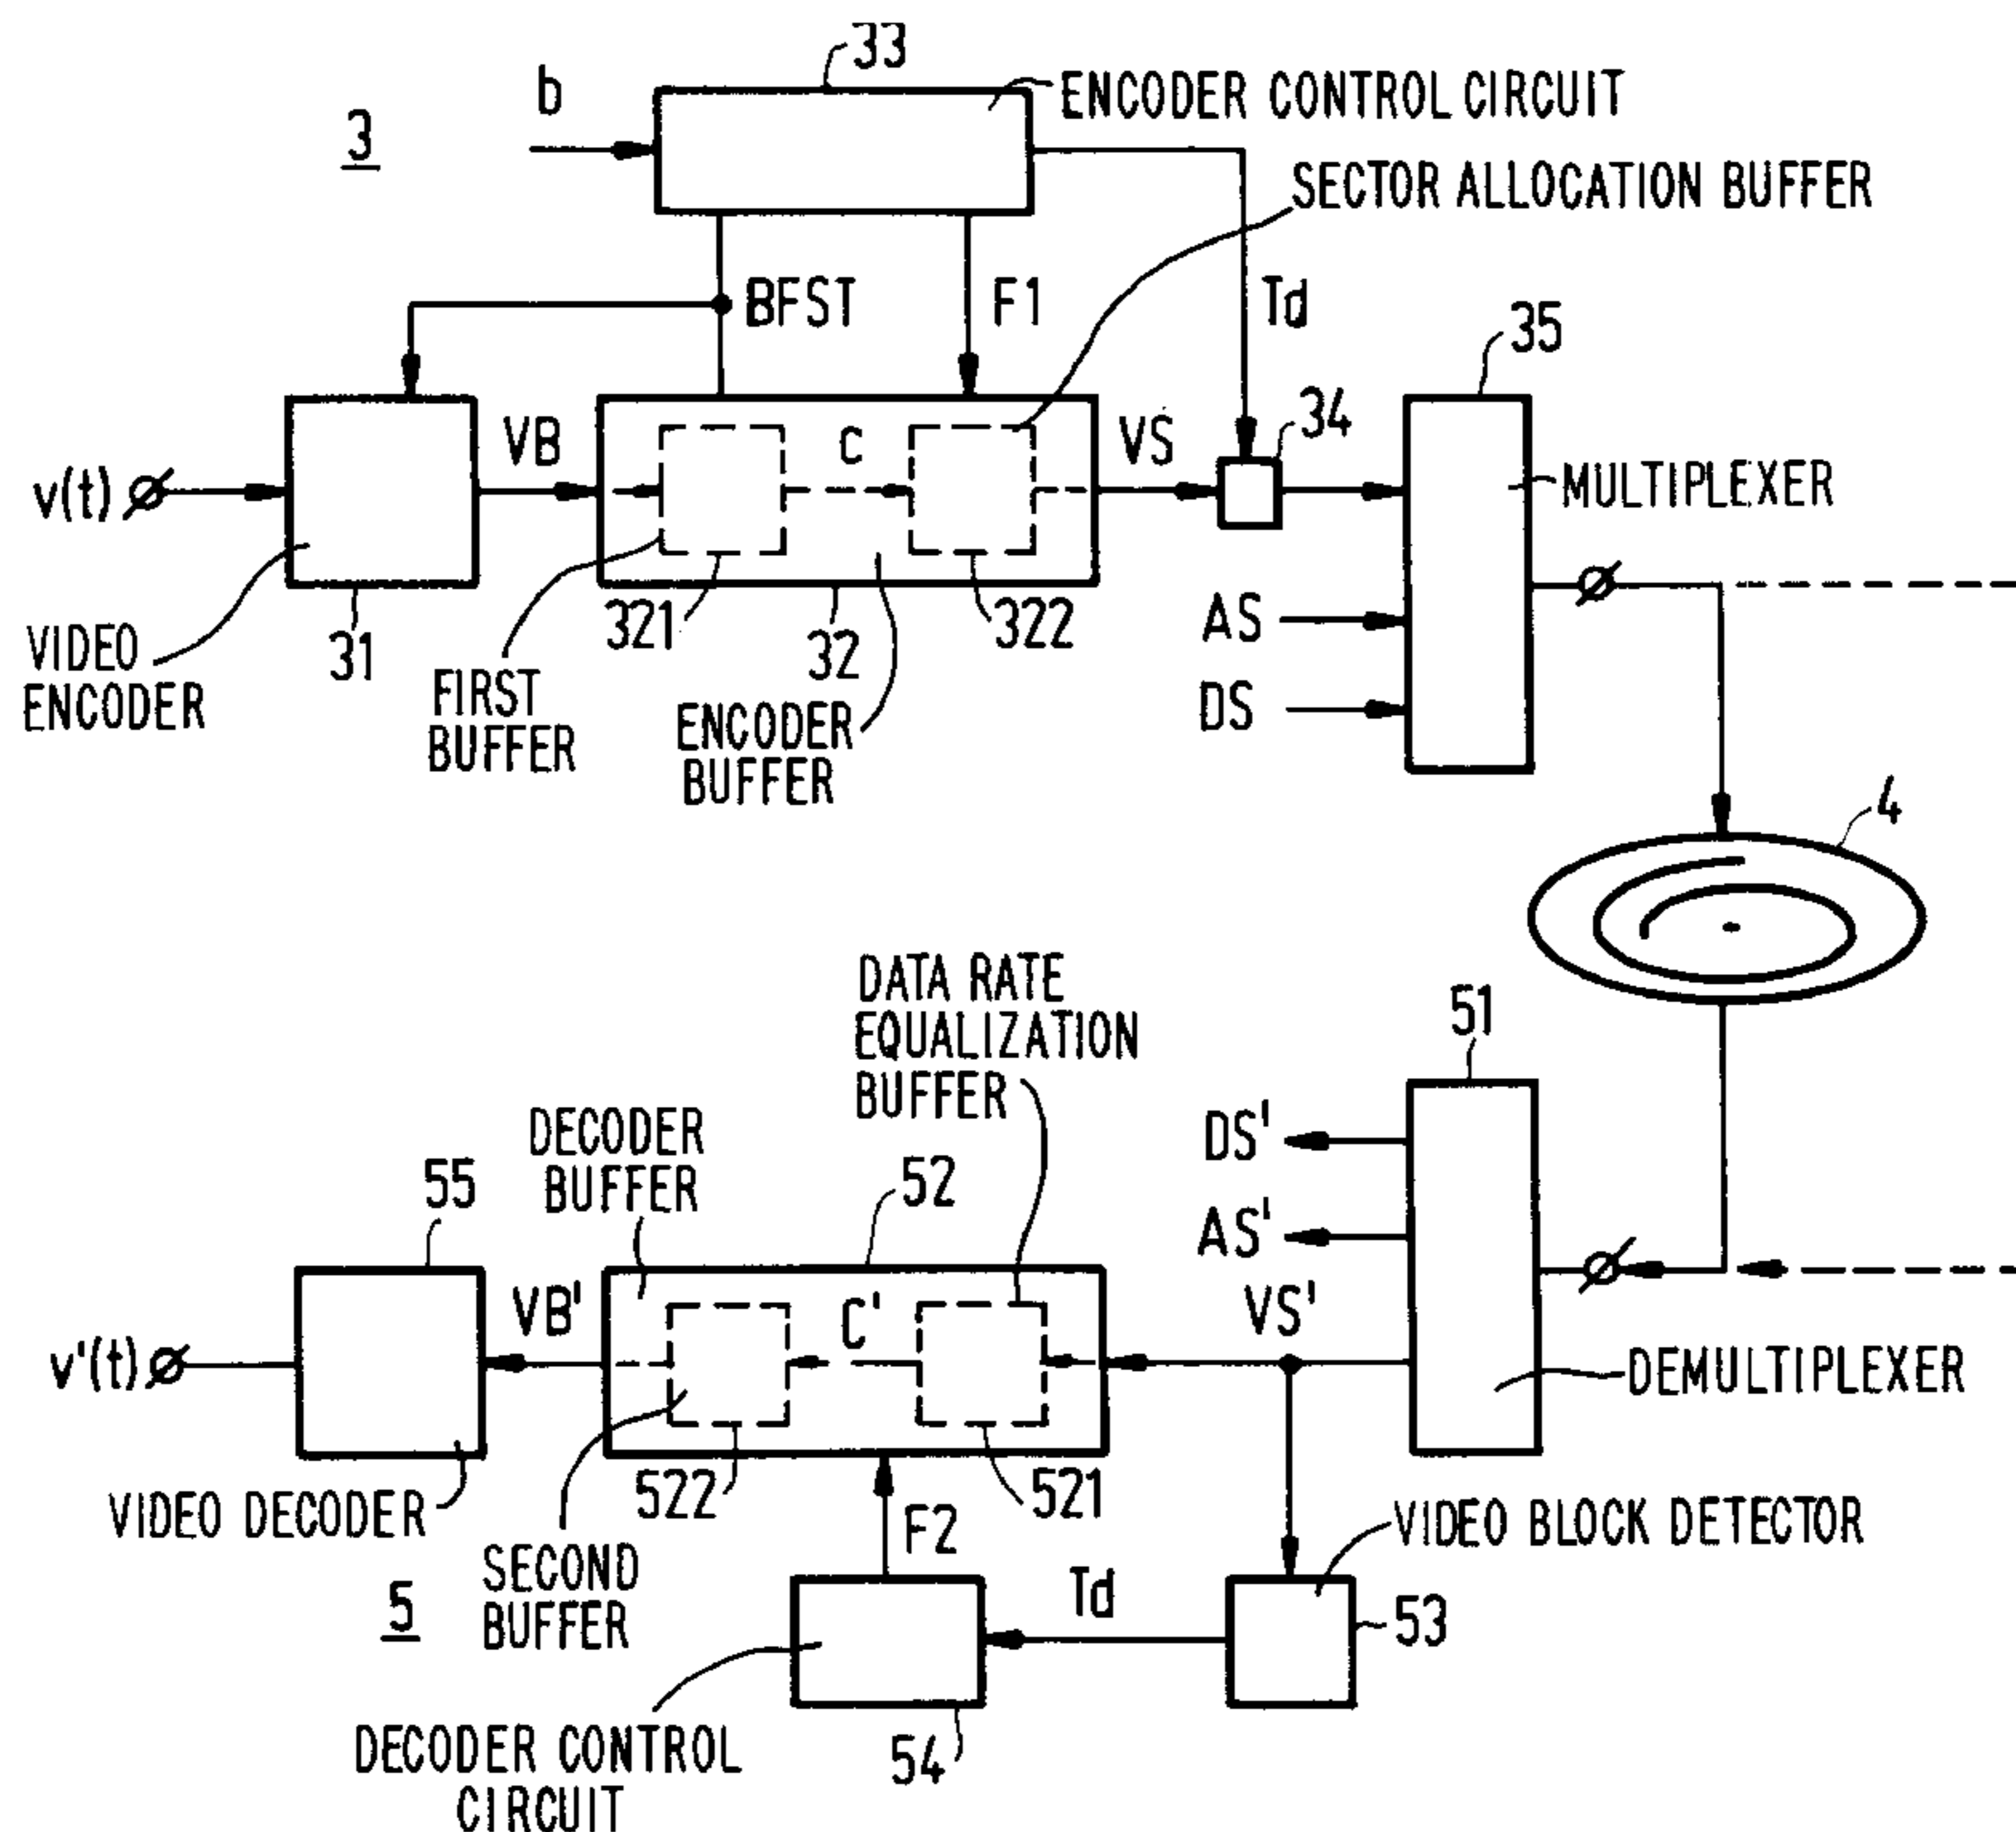 33
ENCODER CONTROL CIRCUIT
b
3
SECTOR ALLOCATION BUFFER
BFST
F1
Td
35
34
VB
C
VS
v(t)
MULTIPLEXER
321
32
322
AS
31
VIDEO
ENCODER
FIRST
BUFFER
ENCODER
BUFFER
DS
4
DATA RATE
EQUALIZATION
BUFFER
51
DECODER
BUFFER
DS'
55
52
AS'
VB'
C'
VS'
v'(t)
DEMULTIPLEXER
522
521
VIDEO DECODER
F2
VIDEO BLOCK DETECTOR
SECOND
BUFFER
5
Td
53
DECODER CONTROL
CIRCUIT
54